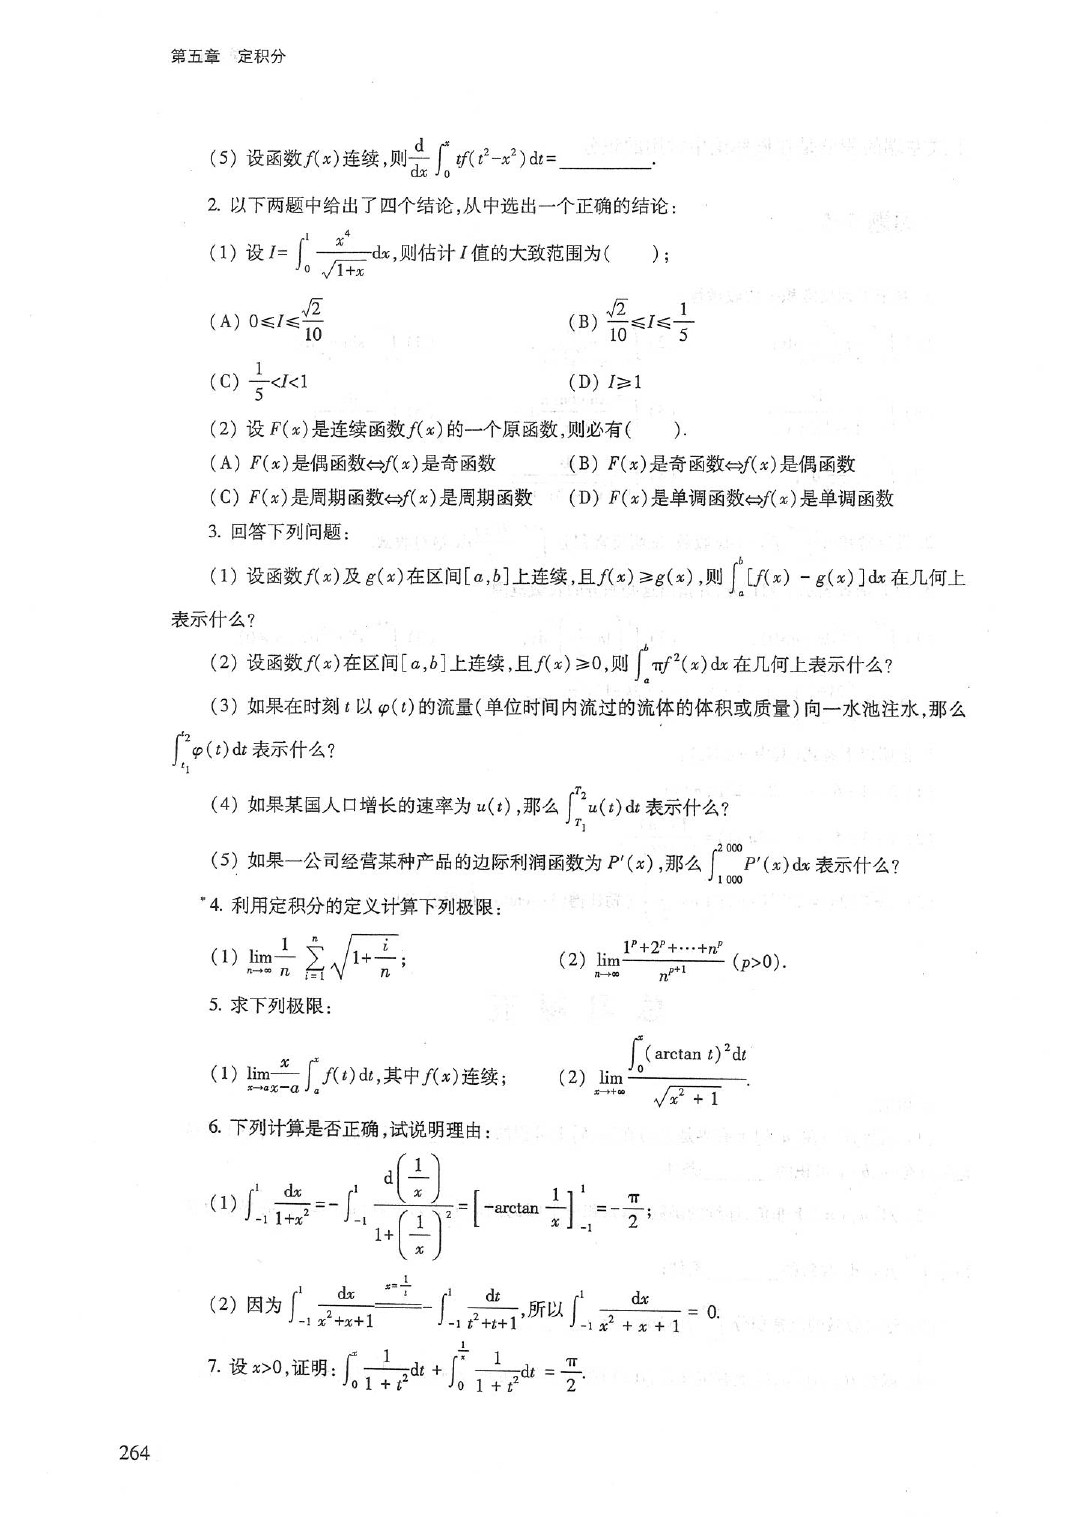 第五章 定积分
(5) 设函数f(x)连续,则d/dx ∫₀ˣ tf(t²-x²)dt=________.
2. 以下两题中给出了四个结论,从中选出一个正确的结论:
(1) 设I=∫₀¹ x⁴/√(1+x) dx,则估计I值的大致范围为( );
(A) 0≤I≤√2/10 (B) √2/10≤I≤1/5
(C) 1/5<I<1 (D) I≥1
(2) 设F(x)是连续函数f(x)的一个原函数,则必有( ).
(A) F(x)是偶函数⇔f(x)是奇函数 (B) F(x)是奇函数⇔f(x)是偶函数
(C) F(x)是周期函数⇔f(x)是周期函数 (D) F(x)是单调函数⇔f(x)是单调函数
3. 回答下列问题:
(1) 设函数f(x)及g(x)在区间[a,b]上连续,且f(x)≥g(x),则∫ₐᵇ[f(x) - g(x)]dx在几何上
表示什么?
(2) 设函数f(x)在区间[a,b]上连续,且f(x)≥0,则∫ₐᵇπf²(x)dx在几何上表示什么?
(3) 如果在时刻t以φ(t)的流量(单位时间内流过的流体的体积或质量)向一水池注水,那么
∫_{t₁}^{t₂}φ(t)dt表示什么?
(4) 如果某国人口增长的速率为u(t),那么∫_{T₁}^{T₂}u(t)dt表示什么?
(5) 如果一公司经营某种产品的边际利润函数为P′(x),那么∫_{1 000}^{2 000}P′(x)dx表示什么?
*4. 利用定积分的定义计算下列极限:
(1) lim_{n→∞} 1/n ∑_{i=1}^{n} √(1+i/n); (2) lim_{n→∞} (1ᵖ+2ᵖ+⋯+nᵖ)/n^{p+1} (p>0).
5. 求下列极限:
(1) lim_{x→a} x/(x-a) ∫ₐˣ f(t)dt,其中f(x)连续; (2) lim_{x→+∞} ∫₀ˣ(arctan t)²dt/√(x² + 1).
6. 下列计算是否正确,试说明理由:
(1) ∫₋₁¹ dx/(1+x²)=-∫₋₁¹ d(1/x)/(1+(1/x)²)=[-arctan 1/x]₋₁¹=-π/2;
(2) 因为∫₋₁¹ dx/(x²+x+1) =^{x=1/t} -∫₋₁¹ dt/(t²+t+1),所以∫₋₁¹ dx/(x² + x + 1) = 0.
7. 设x>0,证明:∫₀ˣ 1/(1 + t²)dt + ∫₀^{1/x} 1/(1 + t²)dt = π/2.
264